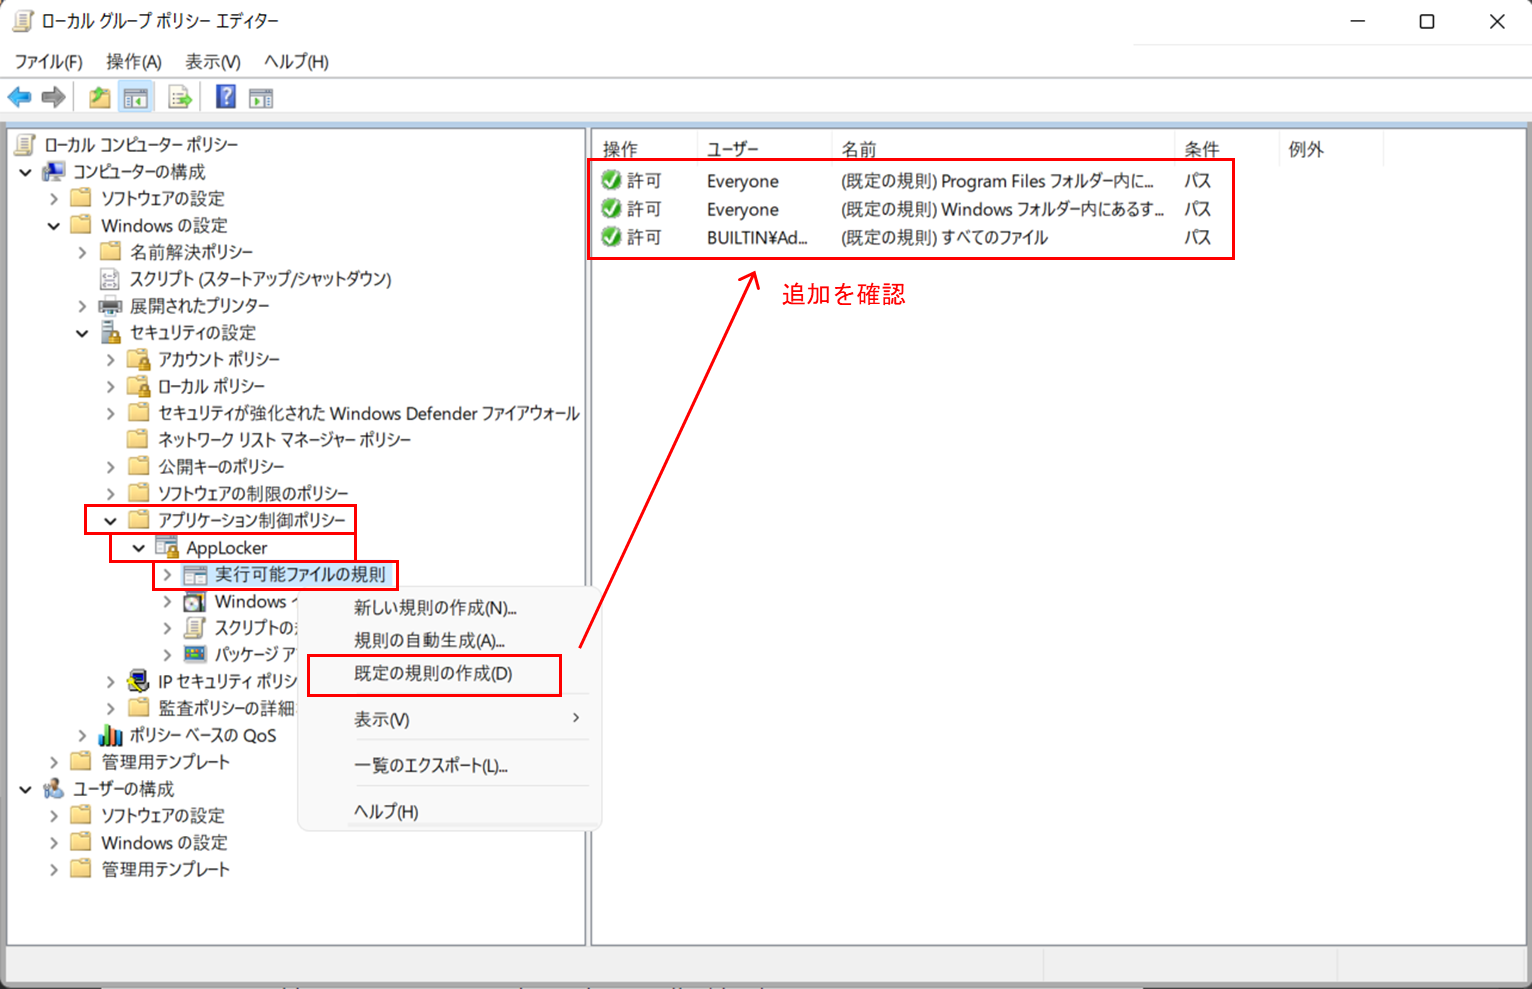 ローカル グループ ポリシー エディター
ファイル(F) 操作(A) 表示(V) ヘルプ(H)
ローカル コンピューター ポリシー
コンピューターの構成
ソフトウェアの設定
Windows の設定
名前解決ポリシー
スクリプト (スタートアップ/シャットダウン)
展開されたプリンター
セキュリティの設定
アカウント ポリシー
ローカル ポリシー
セキュリティが強化された Windows Defender ファイアウォール
ネットワーク リスト マネージャー ポリシー
公開キーのポリシー
ソフトウェアの制限のポリシー
アプリケーション制御ポリシー
AppLocker
実行可能ファイルの規則
Windows
スクリプトの
パッケージ ア
IP セキュリティ ポリシ
監査ポリシーの詳細
ポリシー ベースの QoS
管理用テンプレート
ユーザーの構成
ソフトウェアの設定
Windows の設定
管理用テンプレート
新しい規則の作成(N)...
規則の自動生成(A)...
既定の規則の作成(D)
表示(V)
一覧のエクスポート(L)...
ヘルプ(H)
操作 ユーザー 名前 条件 例外
許可 Everyone (既定の規則) Program Files フォルダー内に... パス
許可 Everyone (既定の規則) Windows フォルダー内にあるす... パス
許可 BUILTIN¥Ad... (既定の規則) すべてのファイル パス
追加を確認